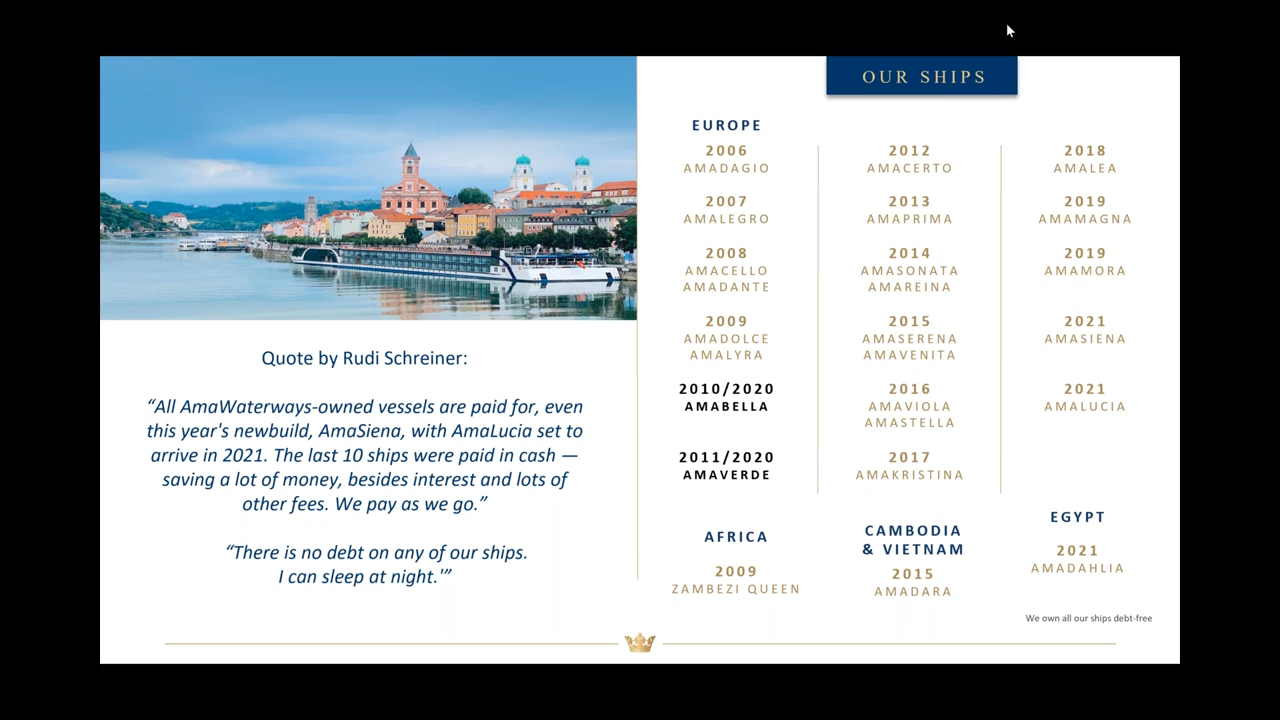 OUR SHIPS
Quote by Rudi Schreiner:
“All AmaWaterways-owned vessels are paid for, even
this year's newbuild, AmaSiena, with AmaLucia set to
arrive in 2021. The last 10 ships were paid in cash —
saving a lot of money, besides interest and lots of
other fees. We pay as we go.”
“There is no debt on any of our ships.
I can sleep at night.'”
EUROPE
2006
AMADAGIO
2007
AMALEGRO
2008
AMACELLO
AMADANTE
2009
AMADOLCE
AMALYRA
2010/2020
AMABELLA
2011/2020
AMAVERDE
2012
AMACERTO
2013
AMAPRIMA
2014
AMASONATA
AMAREINA
2015
AMASERENA
AMAVENITA
2016
AMAVIOLA
AMASTELLA
2017
AMAKRISTINA
2018
AMALEA
2019
AMAMAGNA
2019
AMAMORA
2021
AMASIENA
2021
AMALUCIA
AFRICA
2009
ZAMBEZI QUEEN
CAMBODIA
& VIETNAM
2015
AMADARA
EGYPT
2021
AMADAHLIA
We own all our ships debt-free